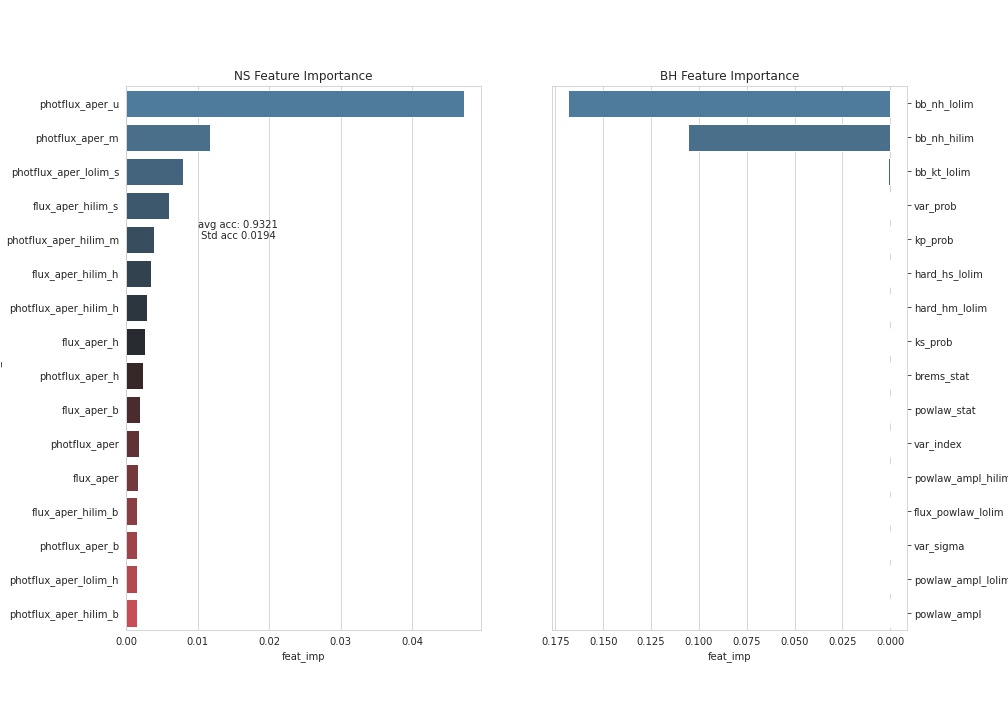 NS Feature Importance
photflux_aper_u
photflux_aper_m
photflux_aper_lolim_s
flux_aper_hilim_s
photflux_aper_hilim_m
flux_aper_hilim_h
photflux_aper_hilim_h
flux_aper_h
photflux_aper_h
flux_aper_b
photflux_aper
flux_aper
flux_aper_hilim_b
photflux_aper_b
photflux_aper_lolim_h
photflux_aper_hilim_b
avg acc: 0.9321
Std acc 0.0194
0.00 0.01 0.02 0.03 0.04
feat_imp
BH Feature Importance
bb_nh_lolim
bb_nh_hilim
bb_kt_lolim
var_prob
kp_prob
hard_hs_lolim
hard_hm_lolim
ks_prob
brems_stat
powlaw_stat
var_index
powlaw_ampl_hilim
flux_powlaw_lolim
var_sigma
powlaw_ampl_lolim
powlaw_ampl
0.175 0.150 0.125 0.100 0.075 0.050 0.025 0.000
feat_imp